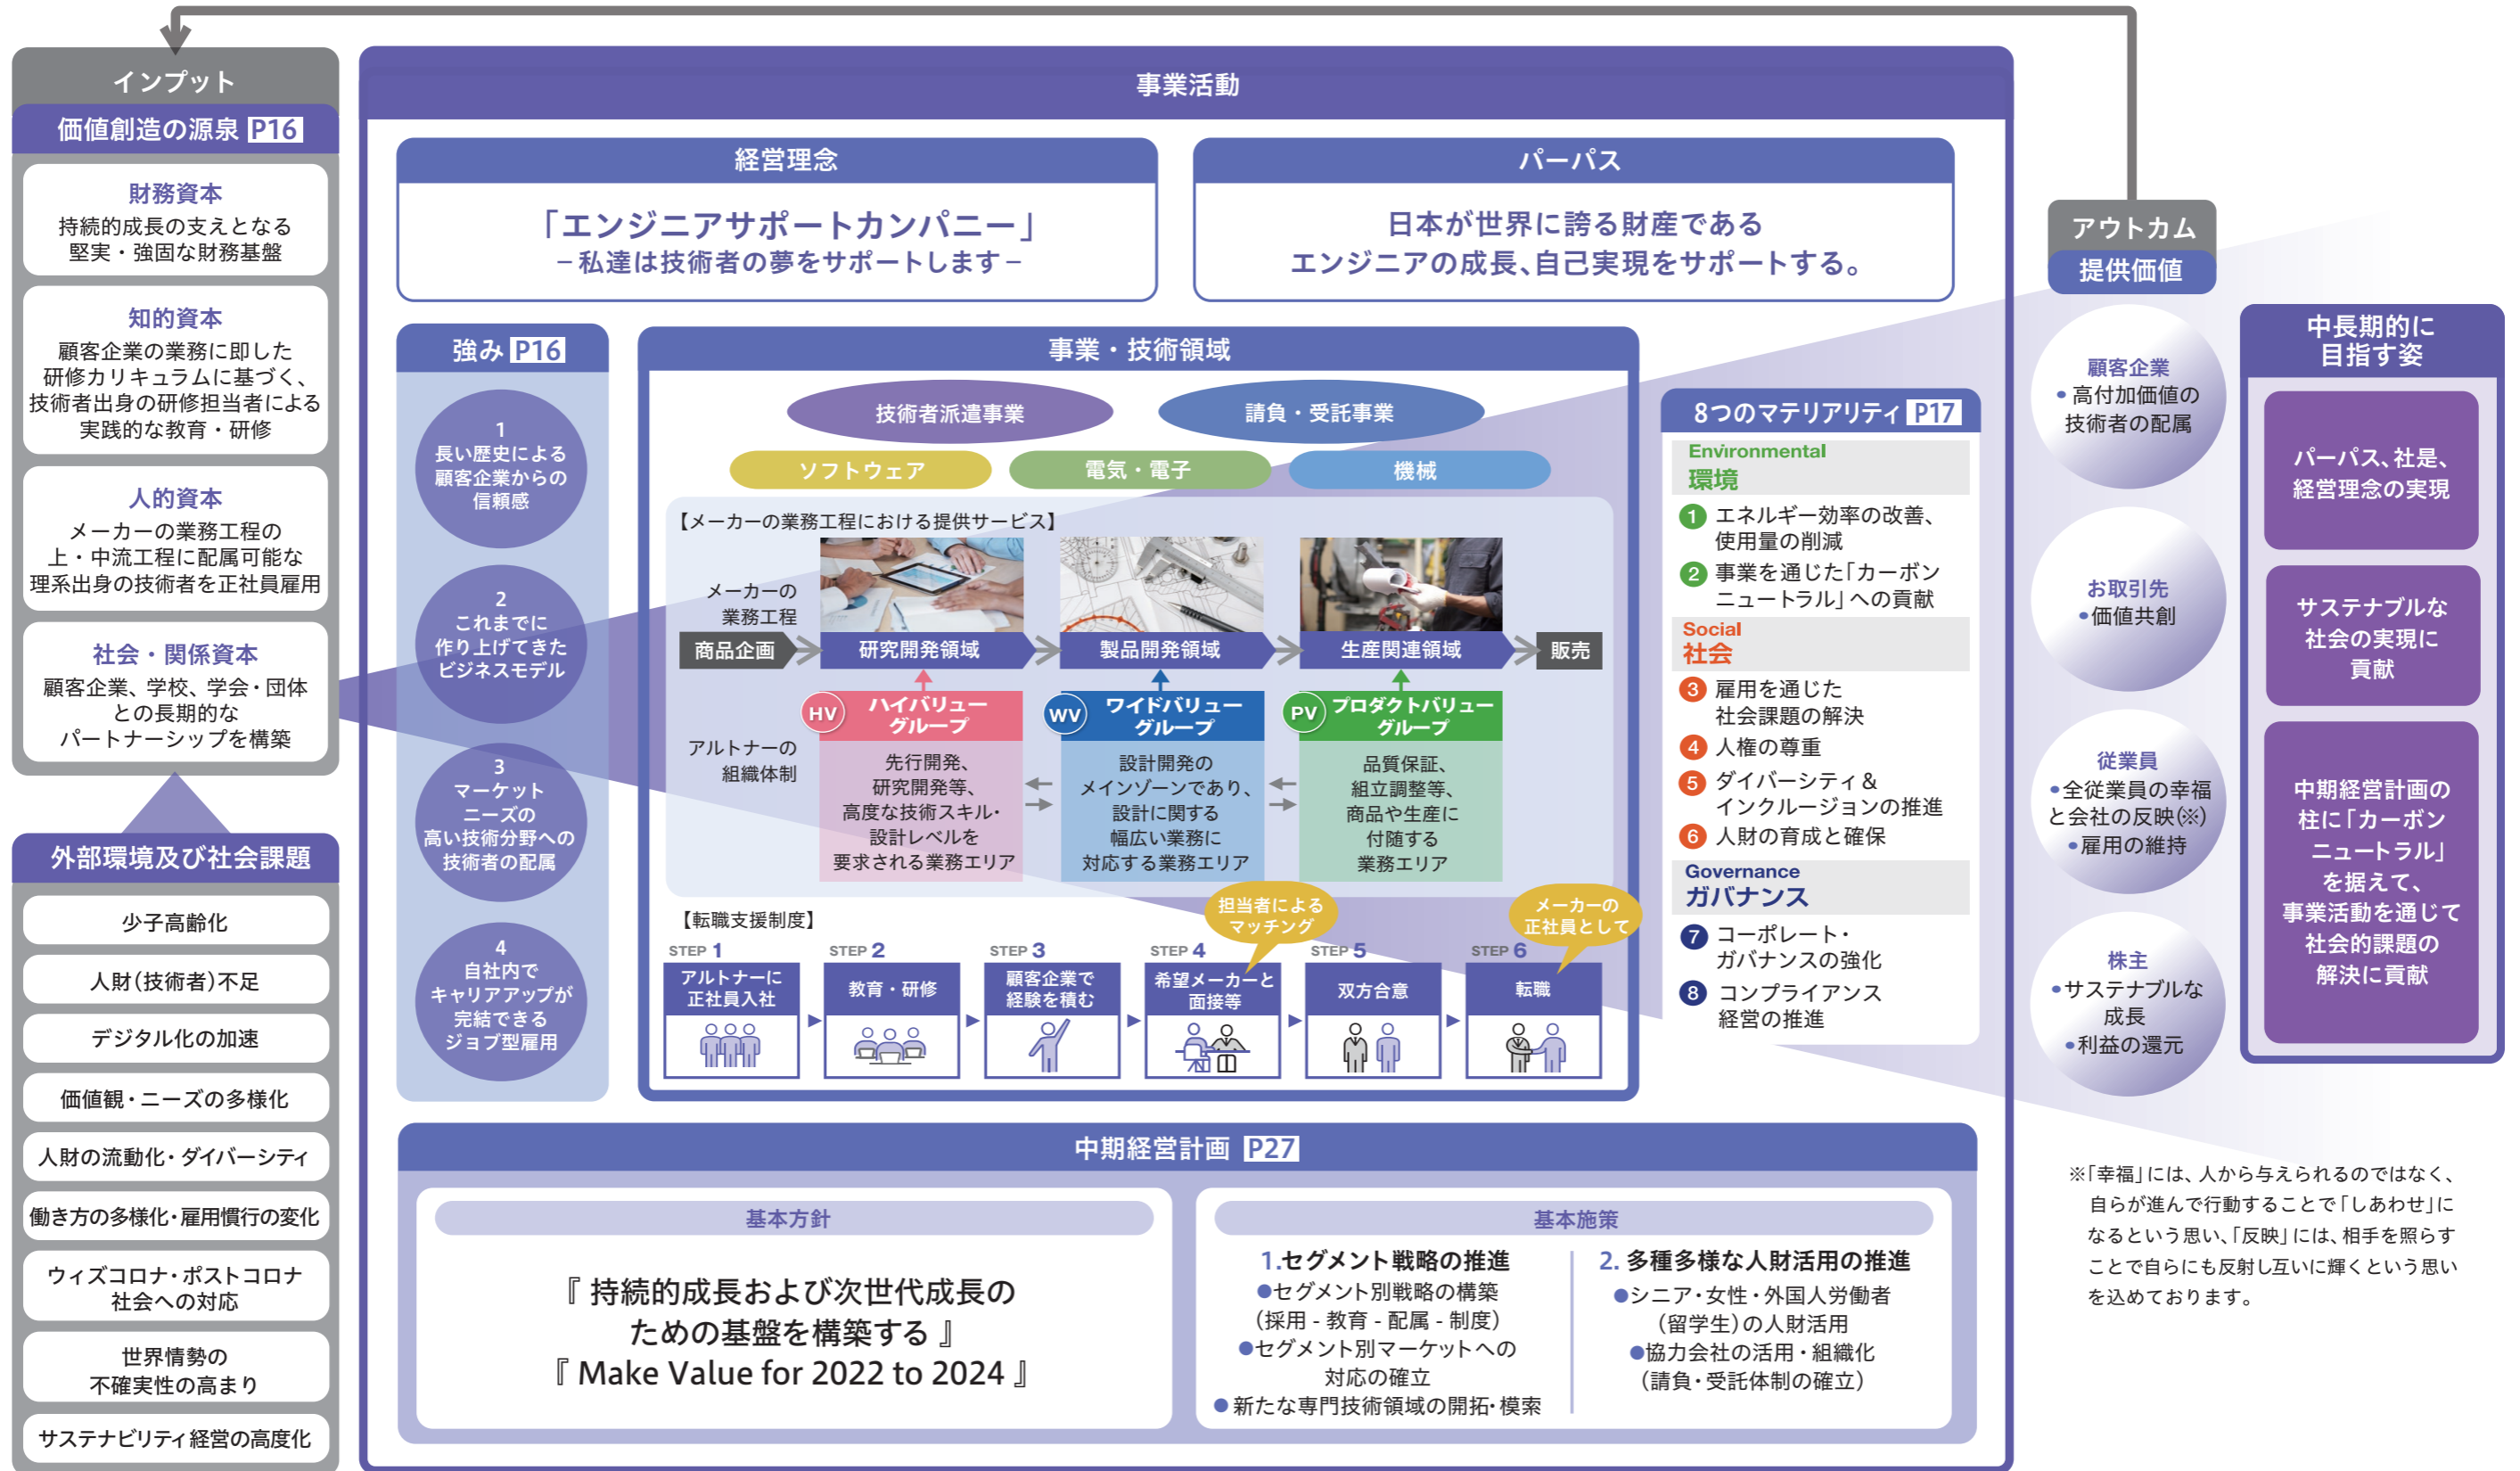 インプット
価値創造の源泉 P16
財務資本
持続的成長の支えとなる
堅実・強固な財務基盤
知的資本
顧客企業の業務に即した
研修カリキュラムに基づく、
技術者出身の研修担当者による
実践的な教育・研修
人的資本
メーカーの業務工程の
上・中流工程に配属可能な
理系出身の技術者を正社員雇用
社会・関係資本
顧客企業、学校、学会・団体
との長期的な
パートナーシップを構築
外部環境及び社会課題
少子高齢化
人財(技術者)不足
デジタル化の加速
価値観・ニーズの多様化
人財の流動化・ダイバーシティ
働き方の多様化・雇用慣行の変化
ウィズコロナ・ポストコロナ
社会への対応
世界情勢の
不確実性の高まり
サステナビリティ経営の高度化
事業活動
経営理念
「エンジニアサポートカンパニー」
−私達は技術者の夢をサポートします−
パーパス
日本が世界に誇る財産である
エンジニアの成長、自己実現をサポートする。
強み P16
1
長い歴史による
顧客企業からの
信頼感
2
これまでに
作り上げてきた
ビジネスモデル
3
マーケット
ニーズの
高い技術分野への
技術者の配属
4
自社内で
キャリアアップが
完結できる
ジョブ型雇用
事業・技術領域
技術者派遣事業
請負・受託事業
ソフトウェア
電気・電子
機械
【メーカーの業務工程における提供サービス】
メーカーの
業務工程
商品企画
研究開発領域
製品開発領域
生産関連領域
販売
アルトナーの
組織体制
HV
ハイバリュー
グループ
先行開発、
研究開発等、
高度な技術スキル・
設計レベルを
要求される業務エリア
WV
ワイドバリュー
グループ
設計開発の
メインゾーンであり、
設計に関する
幅広い業務に
対応する業務エリア
PV
プロダクトバリュー
グループ
品質保証、
組立調整等、
商品や生産に
付随する
業務エリア
【転職支援制度】
担当者による
マッチング
メーカーの
正社員として
STEP 1
アルトナーに
正社員入社
STEP 2
教育・研修
STEP 3
顧客企業で
経験を積む
STEP 4
希望メーカーと
面接等
STEP 5
双方合意
STEP 6
転職
8つのマテリアリティ P17
Environmental
環境
1 エネルギー効率の改善、
使用量の削減
2 事業を通じた「カーボン
ニュートラル」への貢献
Social
社会
3 雇用を通じた
社会課題の解決
4 人権の尊重
5 ダイバーシティ＆
インクルージョンの推進
6 人財の育成と確保
Governance
ガバナンス
7 コーポレート・
ガバナンスの強化
8 コンプライアンス
経営の推進
中期経営計画 P27
基本方針
『 持続的成長および次世代成長の
ための基盤を構築する 』
『 Make Value for 2022 to 2024 』
基本施策
1.セグメント戦略の推進
●セグメント別戦略の構築
(採用 - 教育 - 配属 - 制度)
●セグメント別マーケットへの
対応の確立
●新たな専門技術領域の開拓・模索
2. 多種多様な人財活用の推進
●シニア・女性・外国人労働者
(留学生)の人財活用
●協力会社の活用・組織化
(請負・受託体制の確立)
アウトカム
提供価値
顧客企業
•高付加価値の
技術者の配属
お取引先
•価値共創
従業員
•全従業員の幸福
と会社の反映(※)
•雇用の維持
株主
•サステナブルな
成長
•利益の還元
中長期的に
目指す姿
パーパス、社是、
経営理念の実現
サステナブルな
社会の実現に
貢献
中期経営計画の
柱に「カーボン
ニュートラル」
を据えて、
事業活動を通じて
社会的課題の
解決に貢献
※「幸福」には、人から与えられるのではなく、
自らが進んで行動することで「しあわせ」に
なるという思い、「反映」には、相手を照らす
ことで自らにも反射し互いに輝くという思い
を込めております。